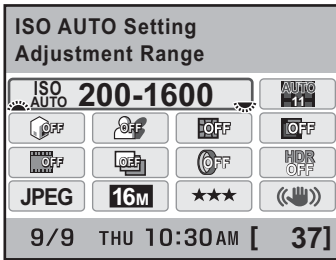 ISO AUTO Setting
Adjustment Range
ISO AUTO 200-1600 AUTO 11
OFF OFF OFF OFF
OFF OFF OFF HDR OFF
JPEG 16M ★★★
9/9 THU 10:30AM [ 37]